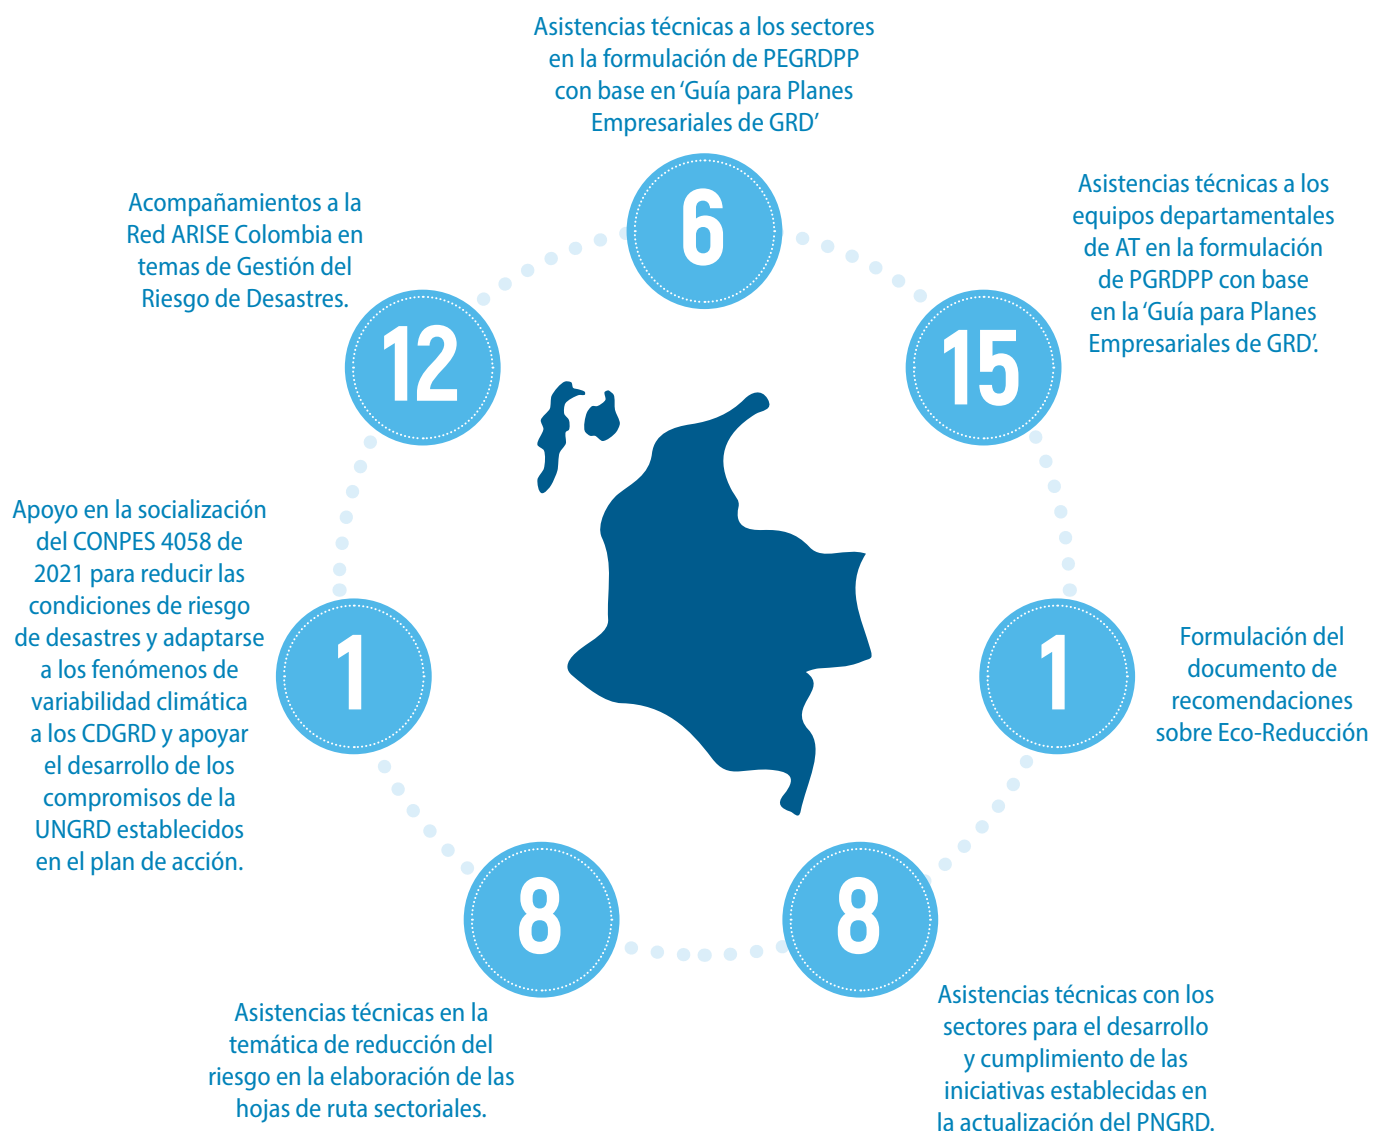 Asistencias técnicas a los sectores
en la formulación de PEGRDPP
con base en ‘Guía para Planes
Empresariales de GRD’
6
Asistencias técnicas a los
equipos departamentales
de AT en la formulación
de PGRDPP con base
en la ‘Guía para Planes
Empresariales de GRD’.
15
Formulación del
documento de
recomendaciones
sobre Eco-Reducción
1
Asistencias técnicas con los
sectores para el desarrollo
y cumplimiento de las
iniciativas establecidas en
la actualización del PNGRD.
8
Asistencias técnicas en la
temática de reducción del
riesgo en la elaboración de las
hojas de ruta sectoriales.
8
Apoyo en la socialización
del CONPES 4058 de
2021 para reducir las
condiciones de riesgo
de desastres y adaptarse
a los fenómenos de
variabilidad climática
a los CDGRD y apoyar
el desarrollo de los
compromisos de la
UNGRD establecidos
en el plan de acción.
1
Acompañamientos a la
Red ARISE Colombia en
temas de Gestión del
Riesgo de Desastres.
12